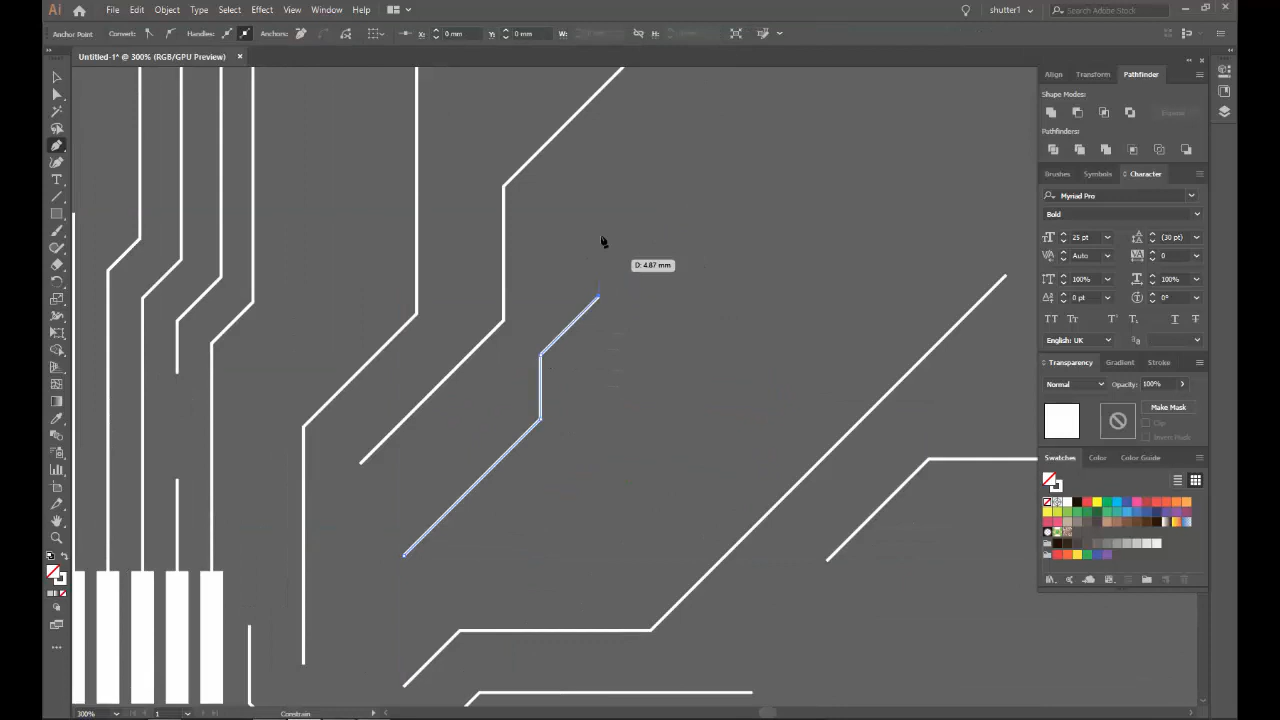 Ai File Edit Object Type Select Effect View Window Help shutter1 Search Adobe Stock
Anchor Point Convert: Handles: Anchors: X: 0 mm Y: 0 mm W: H:
Untitled-1* @ 300% (RGB/GPU Preview)
Align Transform Pathfinder
Shape Modes:
Expand
Pathfinders:
Brushes Symbols Character
Myriad Pro
Bold
25 pt (30 pt)
Auto 0
100% 100%
0 pt 0°
English: UK
Transparency Gradient Stroke
Normal Opacity: 100%
Make Mask
Clip
Invert Mask
Swatches Color Color Guide
D: 4.87 mm
300% 1 Constrain